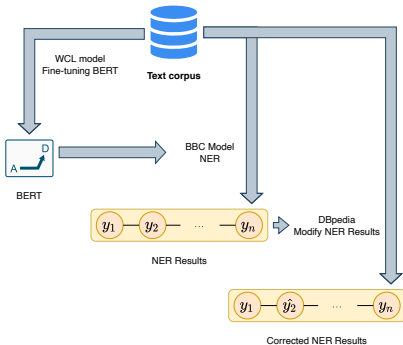 WCL model
Fine-tuning BERT
Text corpus
A D
BERT
BBC Model
NER
y₁ y₂ ... yₙ
NER Results
DBpedia
Modify NER Results
y₁ ŷ₂ ... yₙ
Corrected NER Results